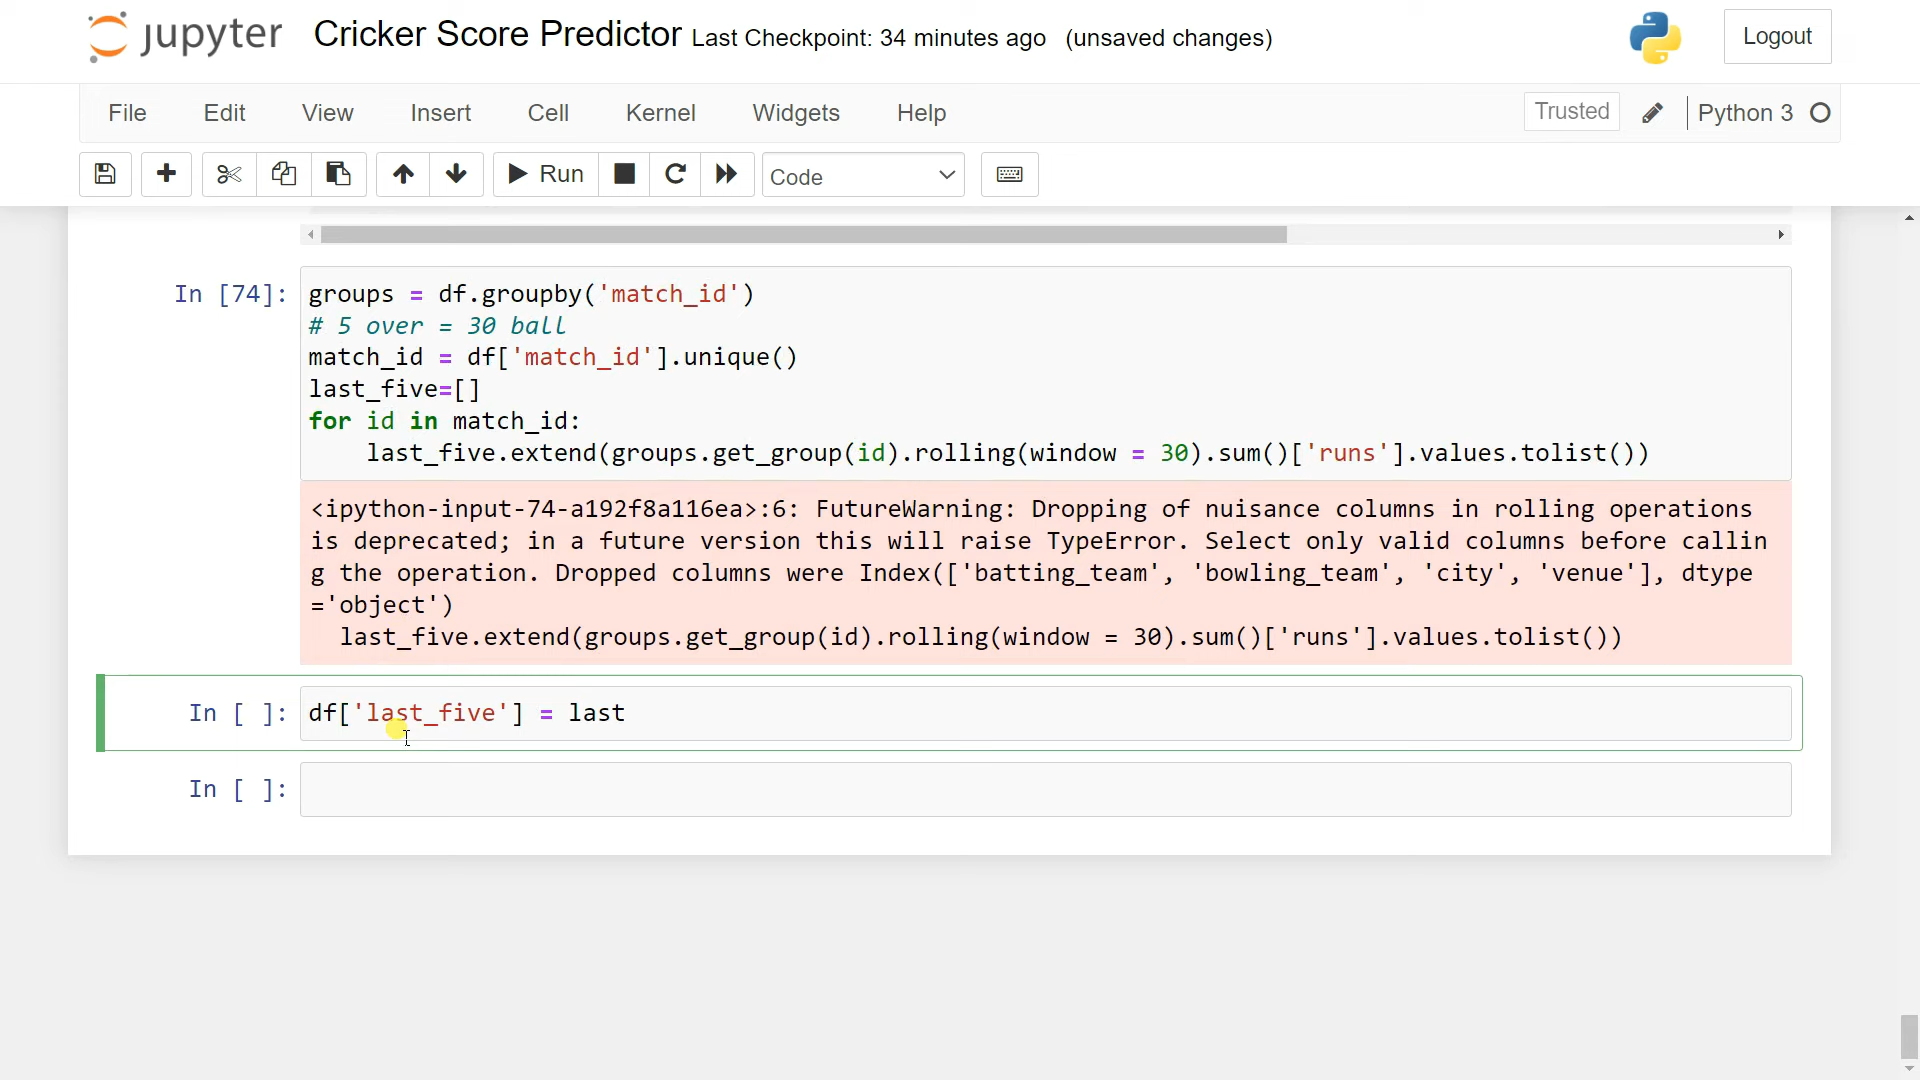 jupyter Cricker Score Predictor Last Checkpoint: 34 minutes ago (unsaved changes) Logout
File Edit View Insert Cell Kernel Widgets Help Trusted Python 3
Run Code
In [74]: groups = df.groupby('match_id')
# 5 over = 30 ball
match_id = df['match_id'].unique()
last_five=[]
for id in match_id:
    last_five.extend(groups.get_group(id).rolling(window = 30).sum()['runs'].values.tolist())
<ipython-input-74-a192f8a116ea>:6: FutureWarning: Dropping of nuisance columns in rolling operations
is deprecated; in a future version this will raise TypeError. Select only valid columns before callin
g the operation. Dropped columns were Index(['batting_team', 'bowling_team', 'city', 'venue'], dtype
='object')
  last_five.extend(groups.get_group(id).rolling(window = 30).sum()['runs'].values.tolist())
In [ ]: df['last_five'] = last
In [ ]: